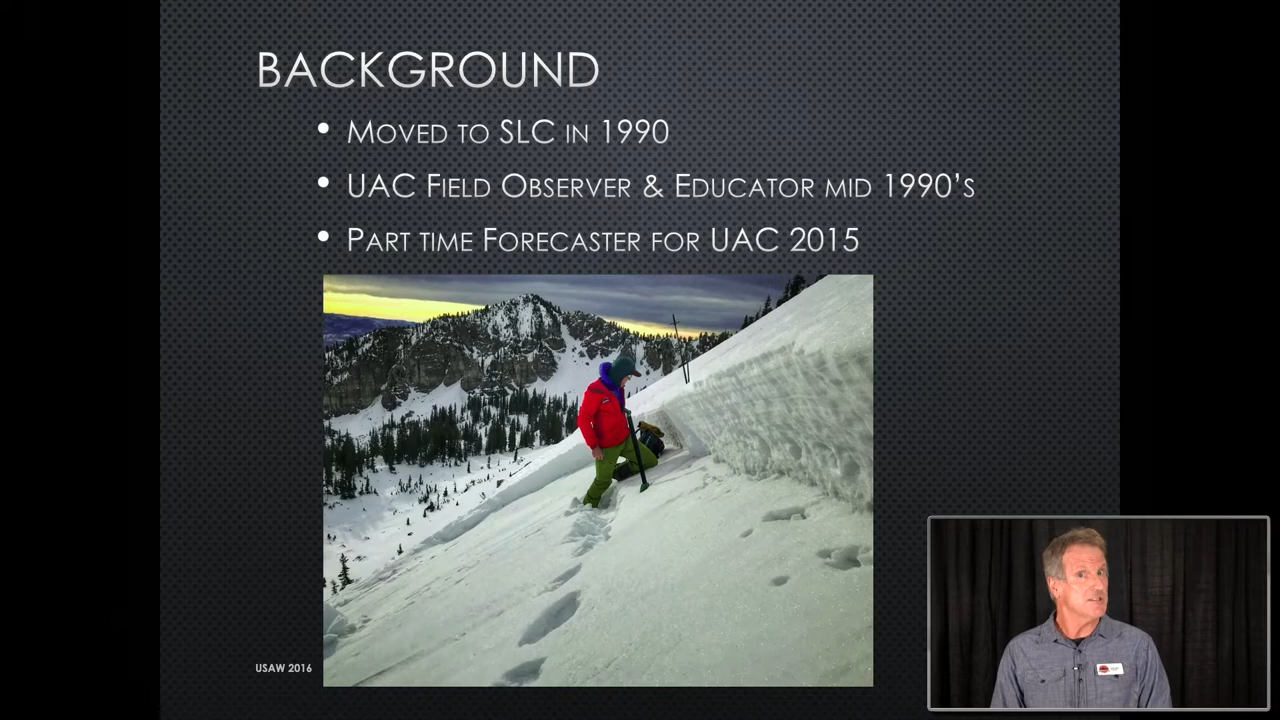 BACKGROUND
• MOVED TO SLC IN 1990
• UAC FIELD OBSERVER & EDUCATOR MID 1990'S
• PART TIME FORECASTER FOR UAC 2015
USAW 2016